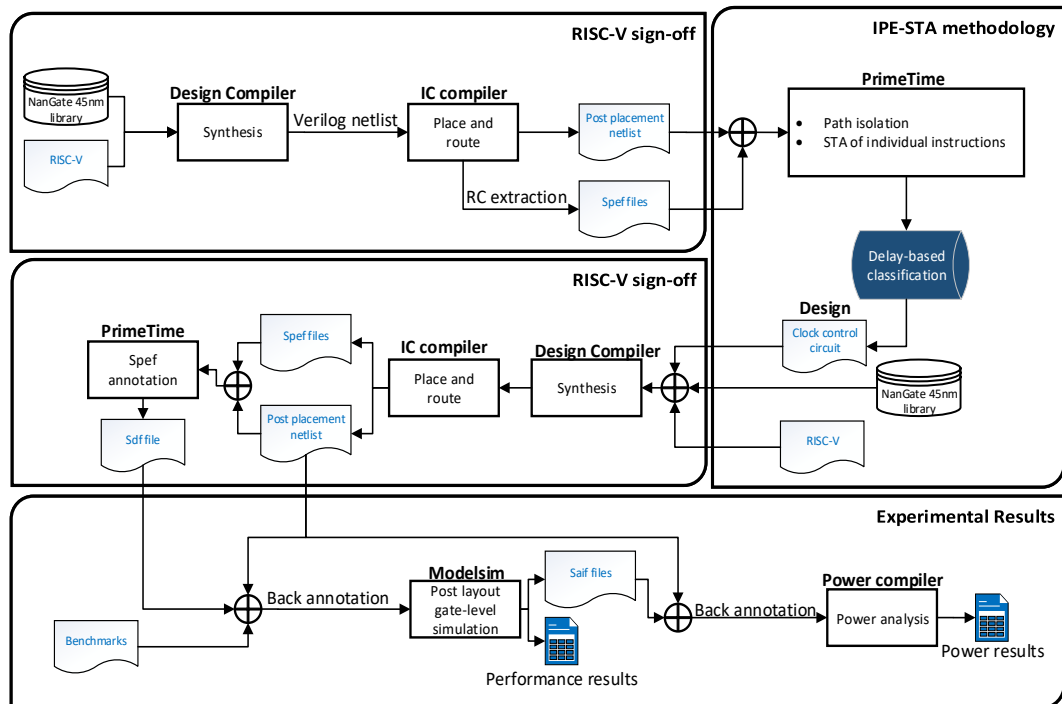 RISC-V sign-off
NanGate 45nm
library
RISC-V
Design Compiler
Synthesis
Verilog netlist
IC compiler
Place and
route
RC extraction
Post placement
netlist
Spef files
IPE-STA methodology
PrimeTime
• Path isolation
• STA of individual instructions
Delay-based
classification
Design
Clock control
circuit
NanGate 45nm
library
RISC-V
RISC-V sign-off
PrimeTime
Spef
annotation
Sdf file
Spef files
Post placement
netlist
IC compiler
Place and
route
Design Compiler
Synthesis
Experimental Results
Benchmarks
Back annotation
Modelsim
Post layout
gate-level
simulation
Saif files
Performance results
Back annotation
Power compiler
Power analysis
Power results